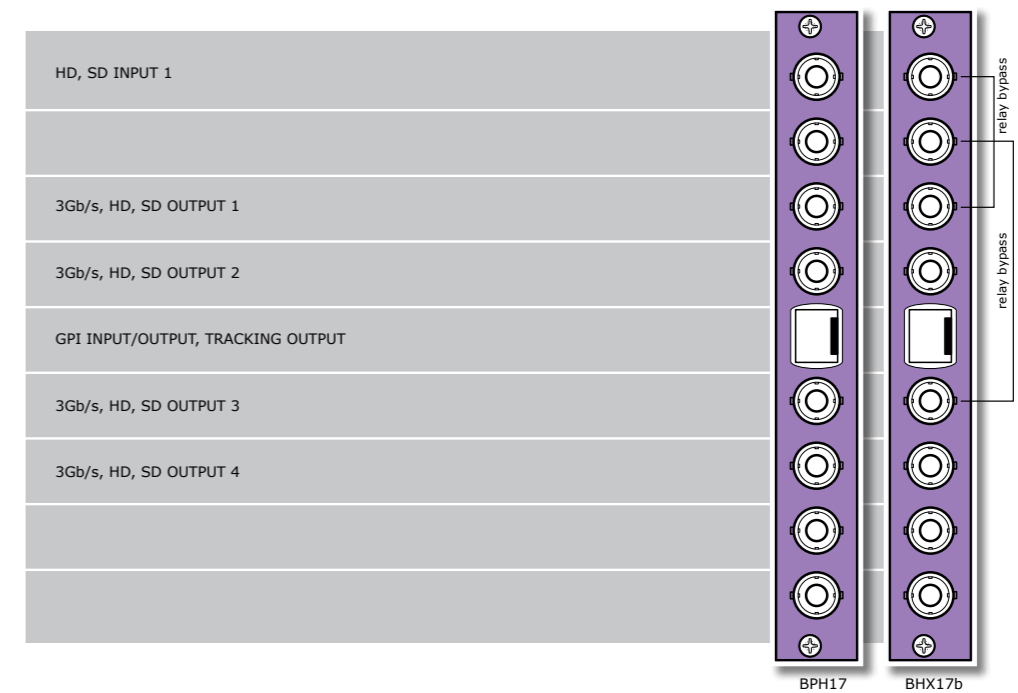 HD, SD INPUT 1
relay bypass
3Gb/s, HD, SD OUTPUT 1
3Gb/s, HD, SD OUTPUT 2
relay bypass
GPI INPUT/OUTPUT, TRACKING OUTPUT
3Gb/s, HD, SD OUTPUT 3
3Gb/s, HD, SD OUTPUT 4
BPH17
BHX17b